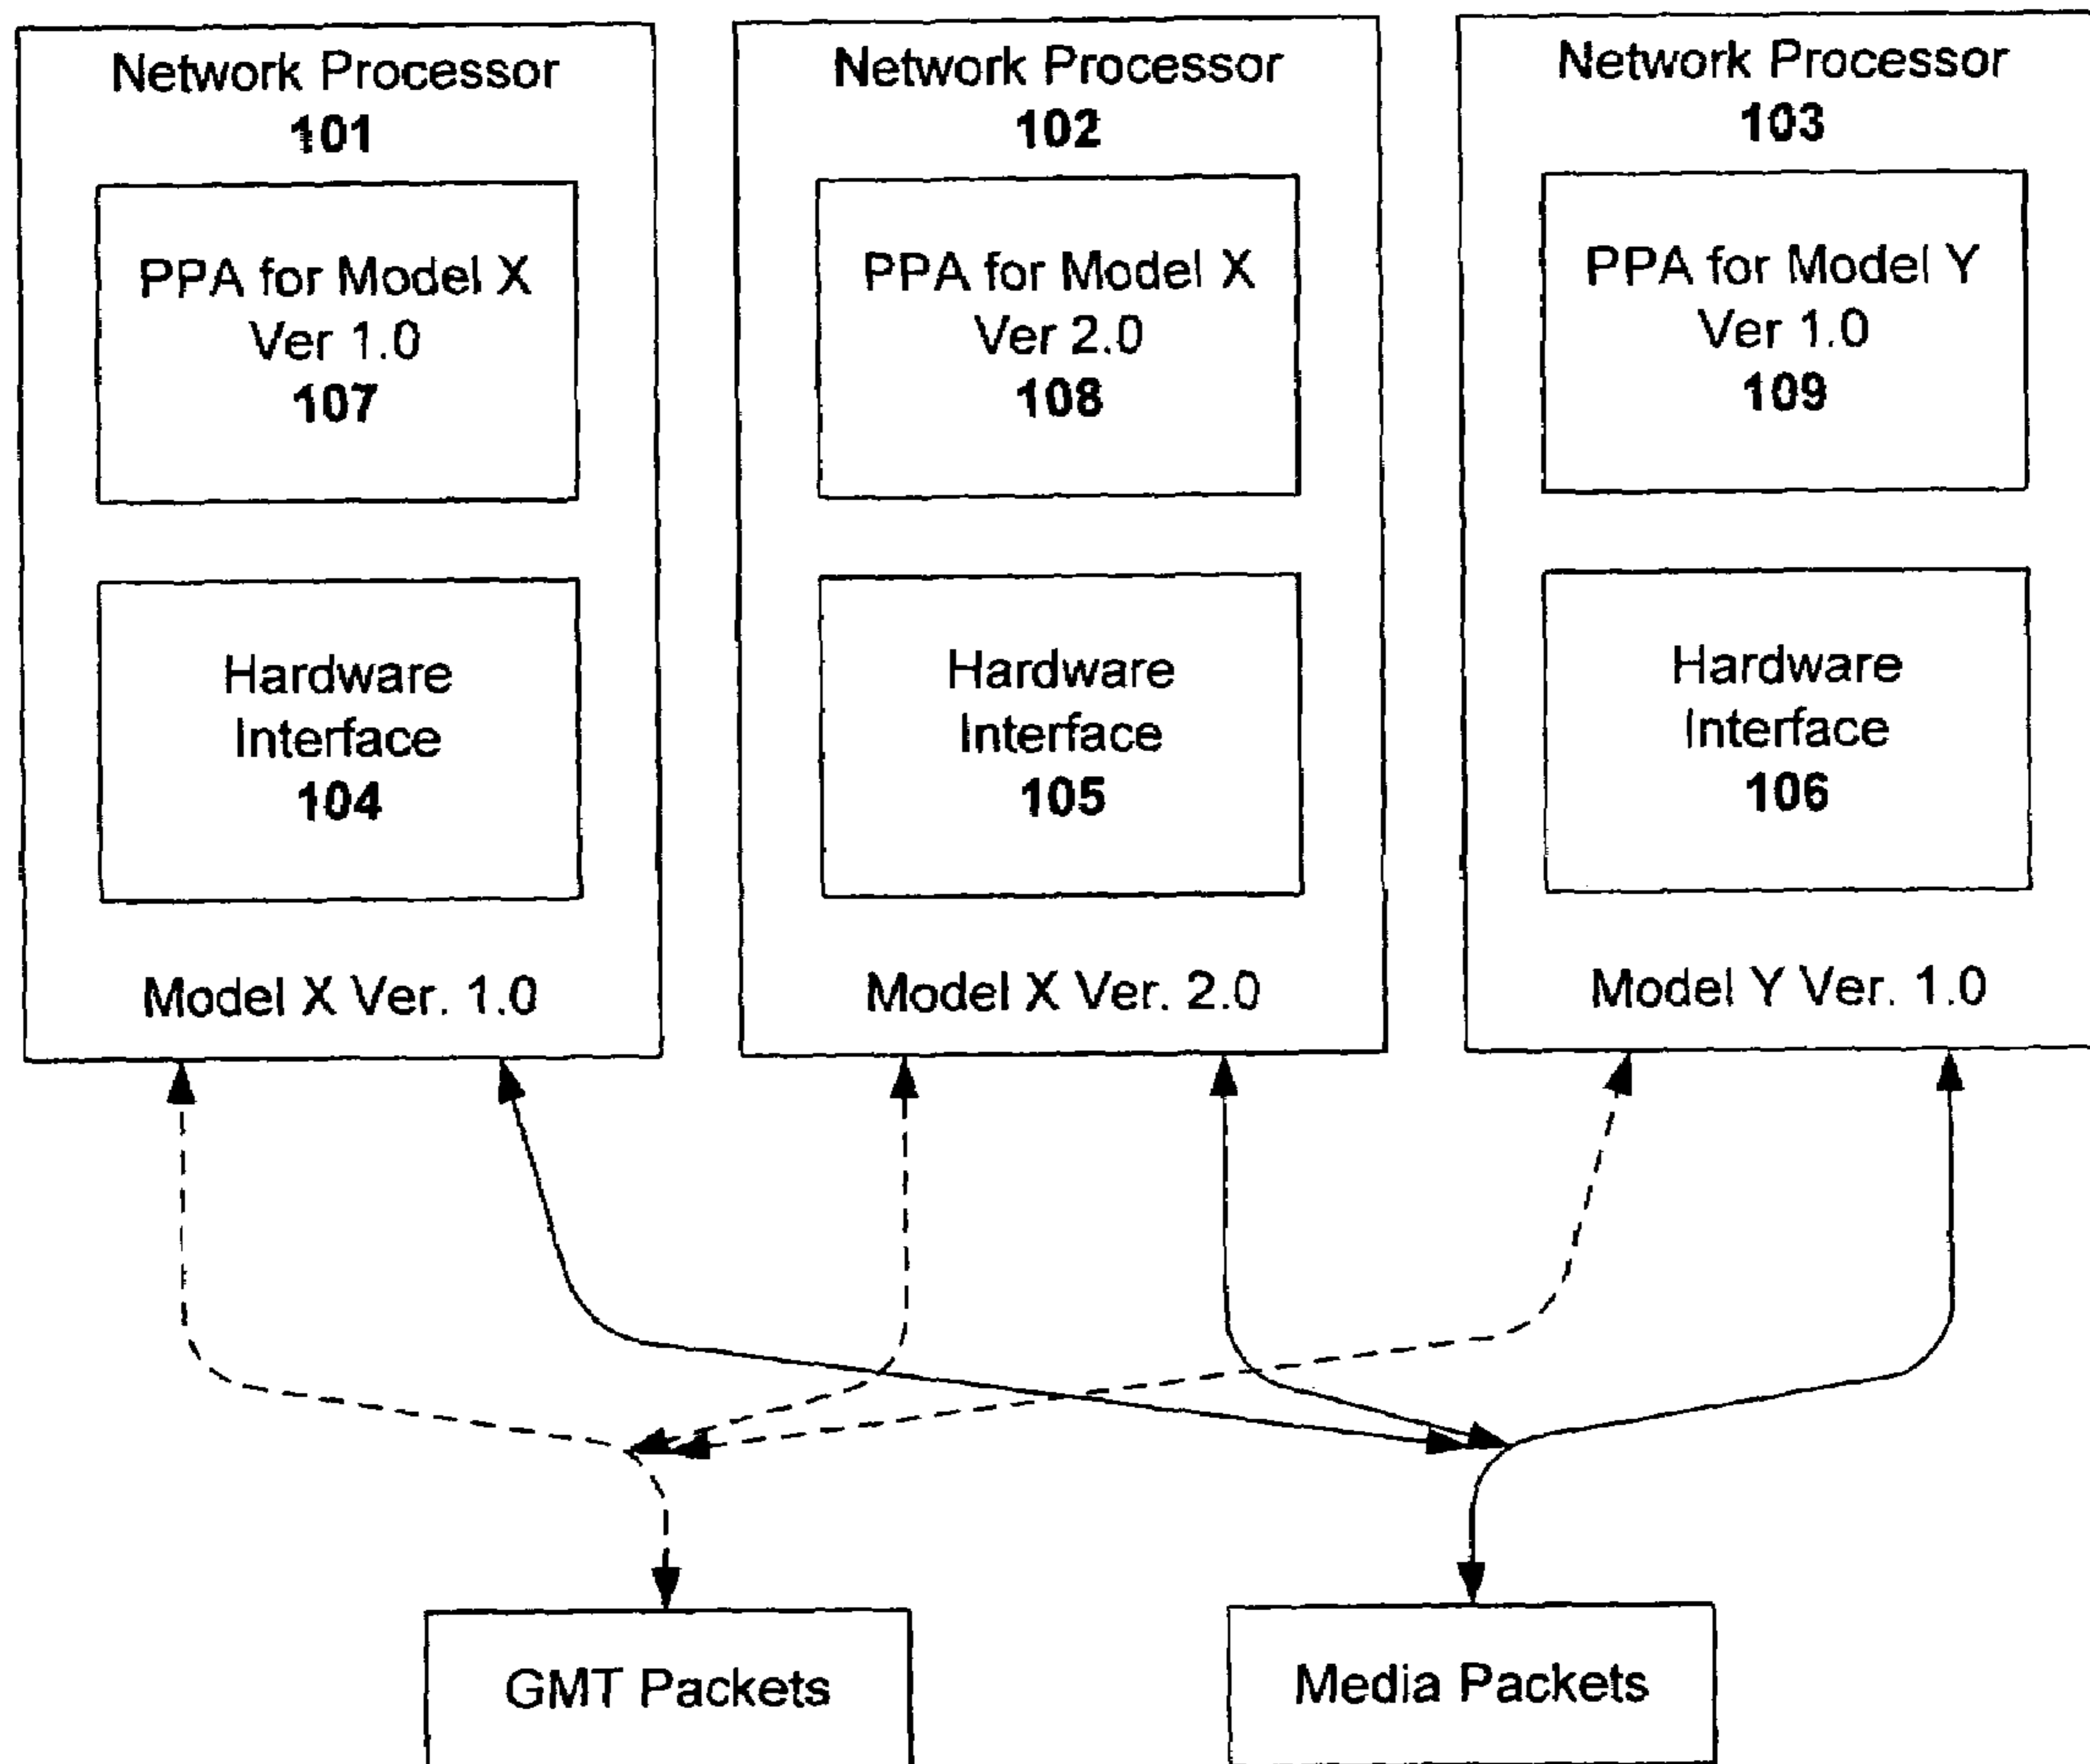 Network Processor
101
PPA for Model X
Ver 1.0
107
Hardware
Interface
104
Model X Ver. 1.0
Network Processor
102
PPA for Model X
Ver 2.0
108
Hardware
Interface
105
Model X Ver. 2.0
Network Processor
103
PPA for Model Y
Ver 1.0
109
Hardware
Interface
106
Model Y Ver. 1.0
GMT Packets
Media Packets